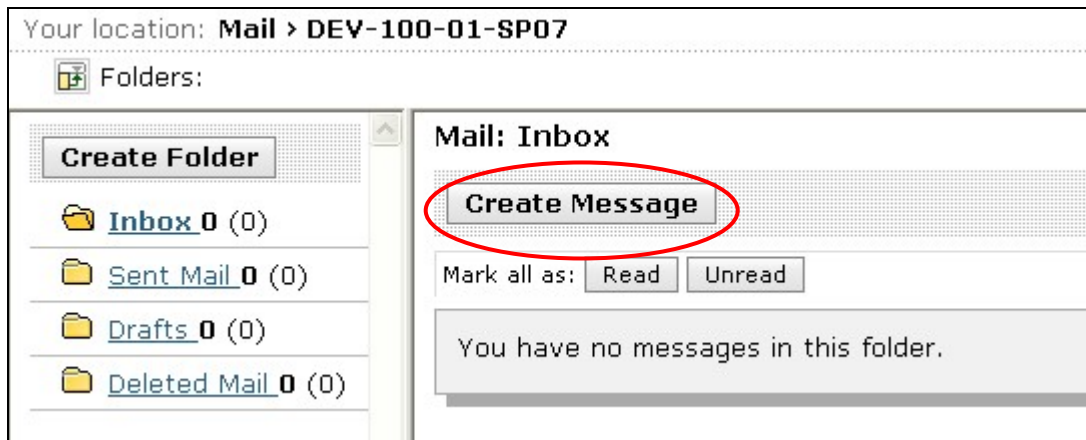 Your location: Mail > DEV-100-01-SP07
Folders:
Create Folder
Inbox 0 (0)
Sent Mail 0 (0)
Drafts 0 (0)
Deleted Mail 0 (0)
Mail: Inbox
Create Message
Mark all as: Read Unread
You have no messages in this folder.